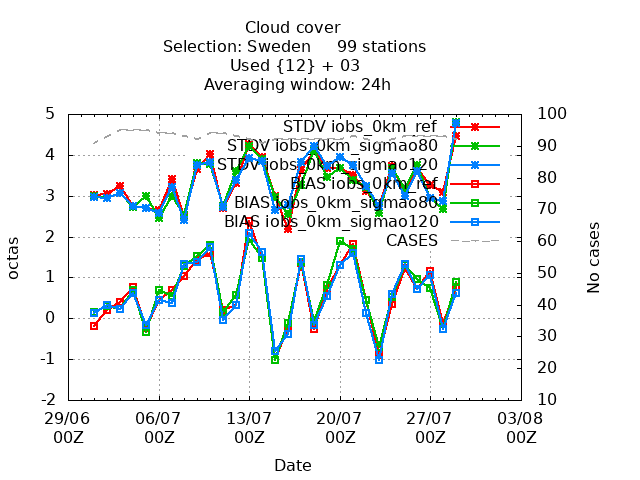 Cloud cover
Selection: Sweden 99 stations
Used {12} + 03
Averaging window: 24h
STDV iobs_0km_ref
STDV iobs_0km_sigmao80
STDV iobs_0km_sigmao120
BIAS iobs_0km_ref
BIAS iobs_0km_sigmao80
BIAS iobs_0km_sigmao120
CASES
octas
5
4
3
2
1
0
-1
-2
No cases
100
90
80
70
60
50
40
30
20
10
29/06 06/07 13/07 20/07 27/07 03/08
00Z 00Z 00Z 00Z 00Z 00Z
Date